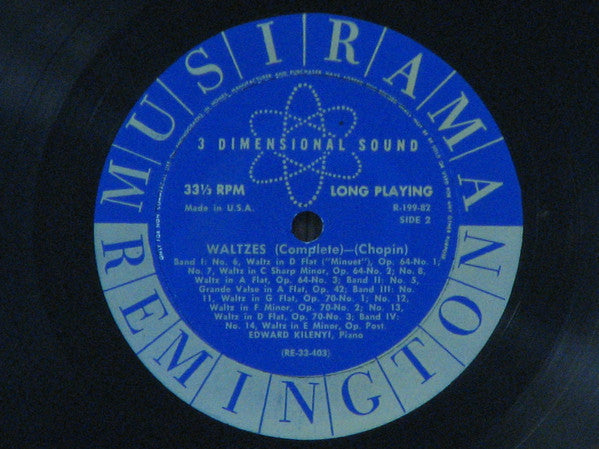 MUSIRAMA
3 DIMENSIONAL SOUND
33⅓ RPM LONG PLAYING
Made in U.S.A. R-199-82
SIDE 2
WALTZES (Complete)—(Chopin)
Band I: No. 6, Waltz in D Flat ("Minuet"), Op. 64-No. 1,
No. 7, Waltz in C Sharp Minor, Op. 64-No. 2; No. 8,
Waltz in A Flat, Op. 64-No. 3; Band II: No. 5,
Grande Valse in A Flat, Op. 42; Band III: No.
11, Waltz in G Flat, Op. 70-No. 1; No. 12,
Waltz in F Minor, Op. 70-No. 2; No. 13,
Waltz in D Flat, Op. 70-No. 3; Band IV:
No. 14, Waltz in E Minor, Op. Post.
EDWARD KILENYI, Piano
(RE-33-403)
REMINGTON